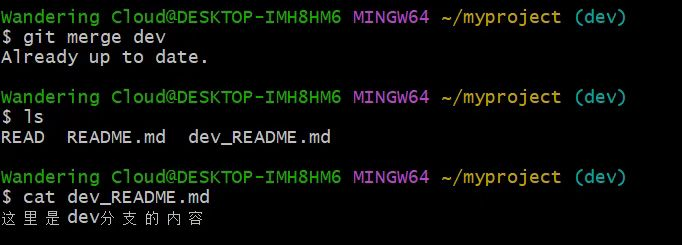 Wandering Cloud@DESKTOP-IMH8HM6 MINGW64 ~/myproject (dev)
$ git merge dev
Already up to date.
Wandering Cloud@DESKTOP-IMH8HM6 MINGW64 ~/myproject (dev)
$ ls
READ  README.md  dev_README.md
Wandering Cloud@DESKTOP-IMH8HM6 MINGW64 ~/myproject (dev)
$ cat dev_README.md
这里是dev分支的内容